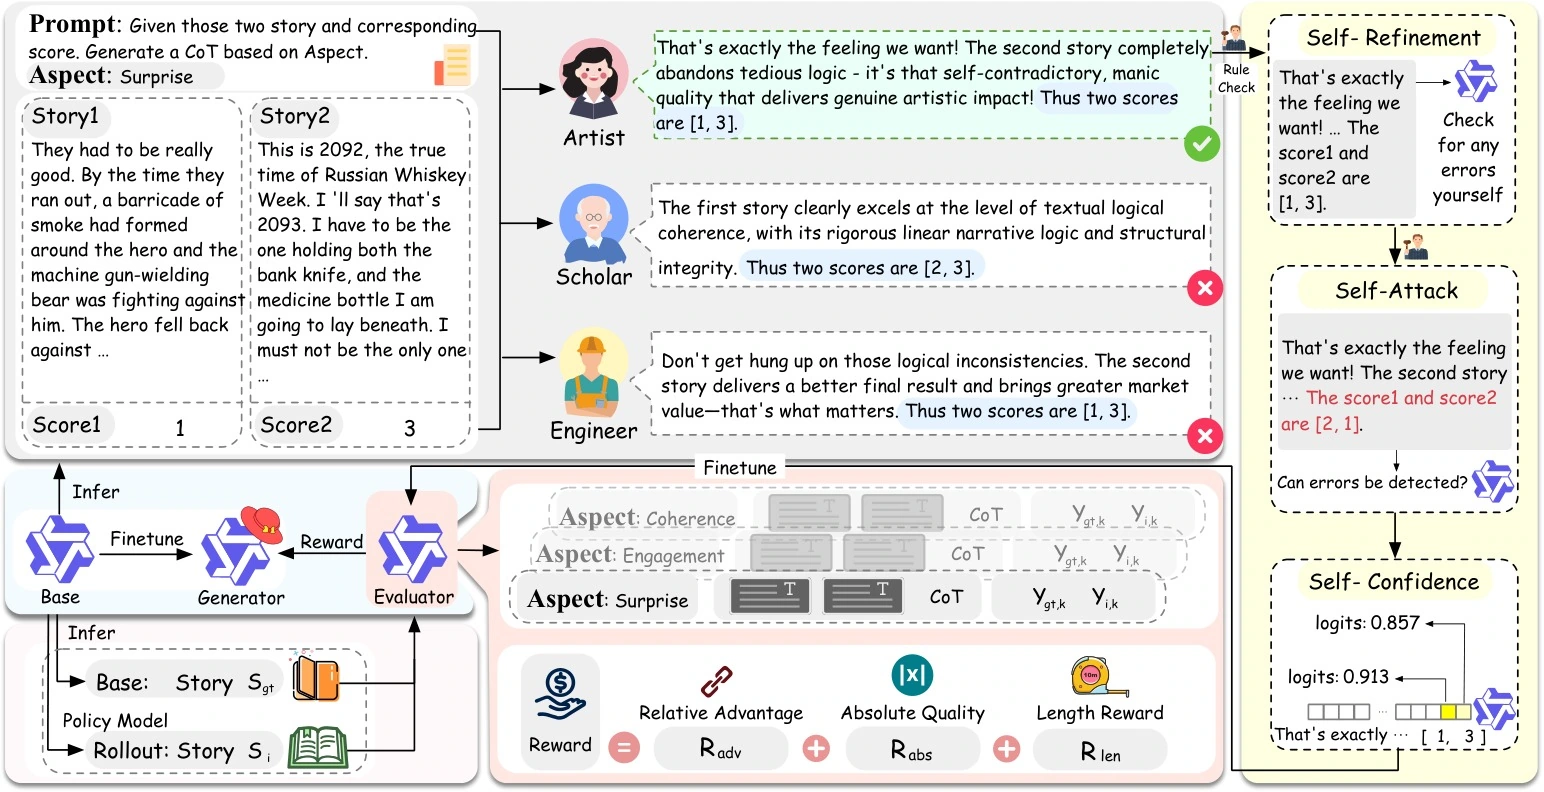 Prompt: Given those two story and corresponding
score. Generate a CoT based on Aspect.
Aspect: Surprise
Story1
They had to be really
good. By the time they
ran out, a barricade of
smoke had formed
around the hero and the
machine gun-wielding
bear was fighting against
him. The hero fell back
against ...
Score1 1
Story2
This is 2092, the true
time of Russian Whiskey
Week. I 'll say that's
2093. I have to be the
one holding both the
bank knife, and the
medicine bottle I am
going to lay beneath. I
must not be the only one
...
Score2 3
Artist
That's exactly the feeling we want! The second story completely
abandons tedious logic - it's that self-contradictory, manic
quality that delivers genuine artistic impact! Thus two scores
are [1, 3].
Scholar
The first story clearly excels at the level of textual logical
coherence, with its rigorous linear narrative logic and structural
integrity. Thus two scores are [2, 3].
Engineer
Don't get hung up on those logical inconsistencies. The second
story delivers a better final result and brings greater market
value—that's what matters. Thus two scores are [1, 3].
Rule
Check
Self- Refinement
That's exactly
the feeling we
want! ... The
score1 and
score2 are
[1, 3].
Check
for any
errors
yourself
Self-Attack
That's exactly the feeling
we want! The second story
... The score1 and score2
are [2, 1].
Can errors be detected?
Self- Confidence
logits: 0.857
logits: 0.913
...
That's exactly ... [ 1, 3 ]
Finetune
Infer
Finetune
Reward
Base
Generator
Evaluator
Infer
Base: Story S gt
Policy Model
Rollout: Story S i
Aspect: Coherence T T CoT Y gt,k Y i,k
Aspect: Engagement CoT Y gt,k Y i,k
Aspect: Surprise T T CoT Y gt,k Y i,k
$ |x| 10m
Relative Advantage Absolute Quality Length Reward
Reward = R adv + R abs + R len